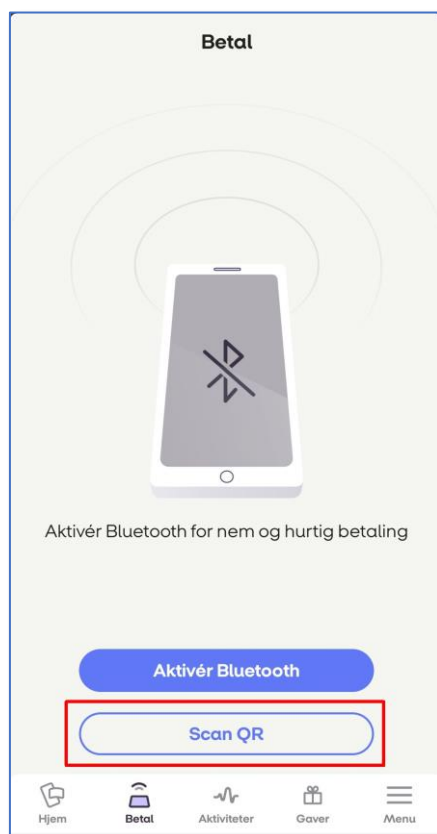 Betal
Aktivér Bluetooth for nem og hurtig betaling
Aktivér Bluetooth
Scan QR
Hjem Betal Aktiviteter Gaver Menu